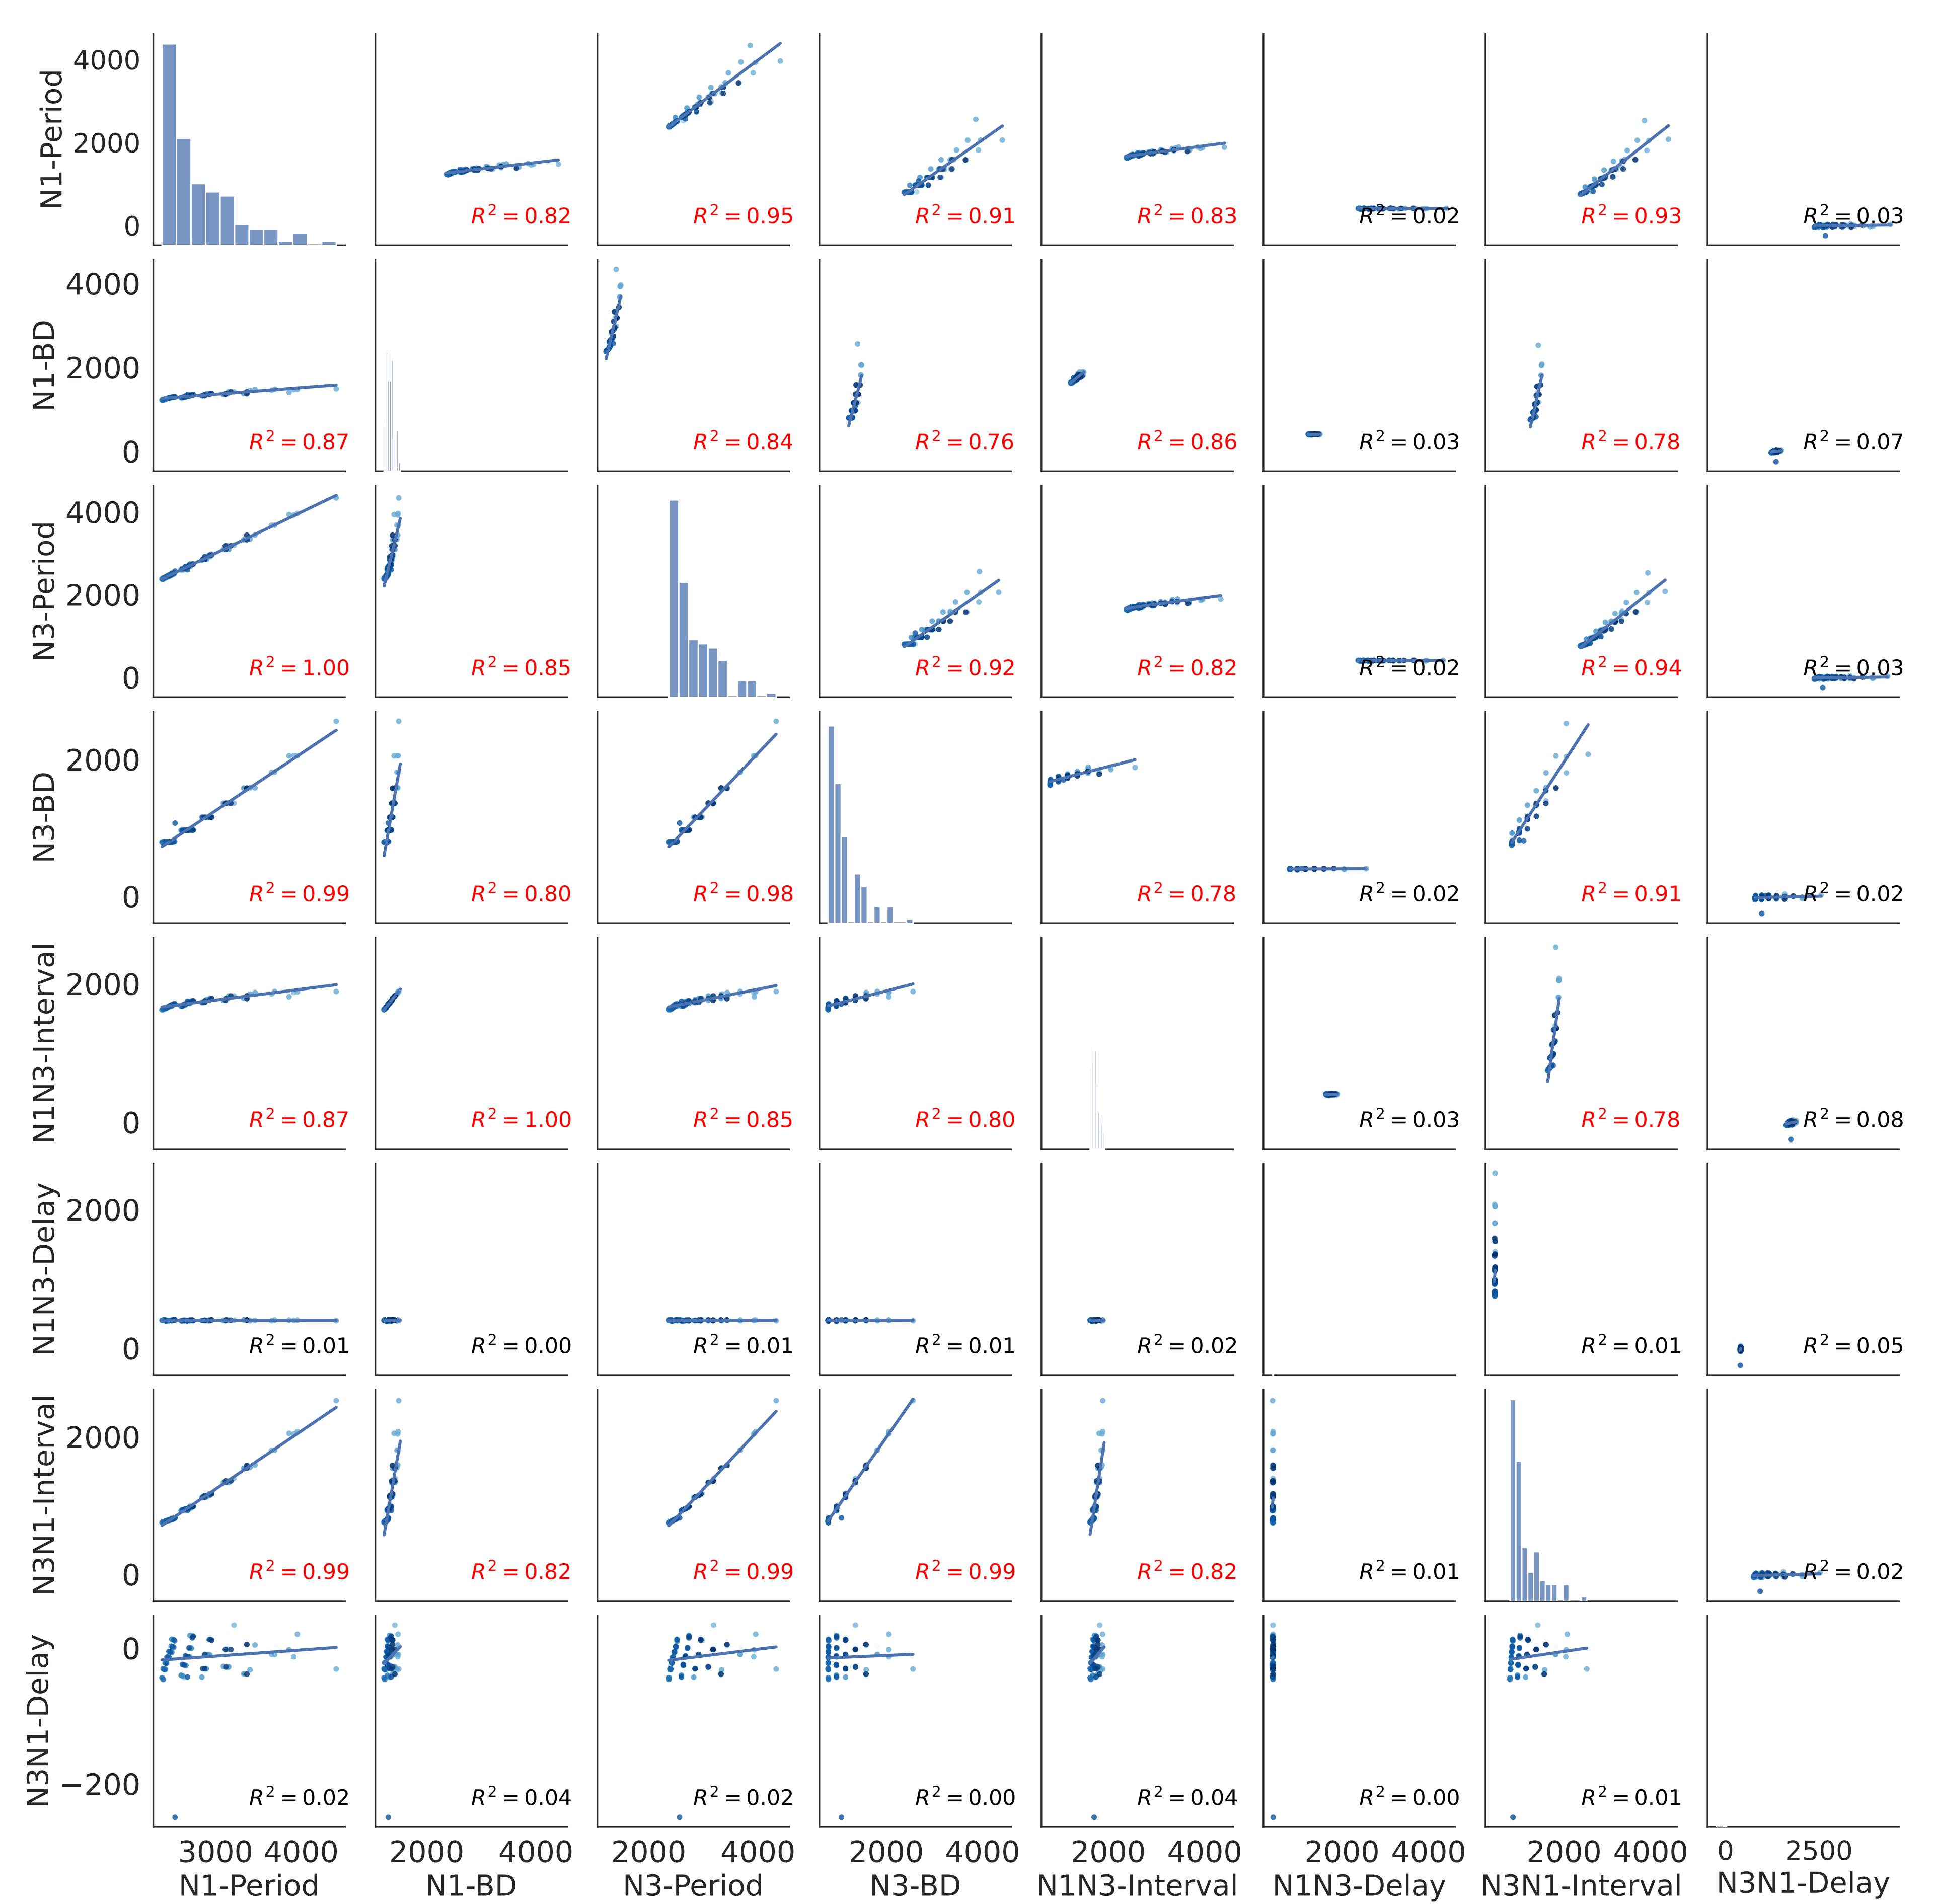 N1-Period
4000
2000
0
R² = 0.82
R² = 0.95
R² = 0.91
R² = 0.83
R² = 0.02
R² = 0.93
R² = 0.03
N1-BD
4000
2000
0
R² = 0.87
R² = 0.84
R² = 0.76
R² = 0.86
R² = 0.03
R² = 0.78
R² = 0.07
N3-Period
4000
2000
0
R² = 1.00
R² = 0.85
R² = 0.92
R² = 0.82
R² = 0.02
R² = 0.94
R² = 0.03
N3-BD
2000
0
R² = 0.99
R² = 0.80
R² = 0.98
R² = 0.78
R² = 0.02
R² = 0.91
R² = 0.02
N1N3-Interval
2000
0
R² = 0.87
R² = 1.00
R² = 0.85
R² = 0.80
R² = 0.03
R² = 0.78
R² = 0.08
N1N3-Delay
2000
0
R² = 0.01
R² = 0.00
R² = 0.01
R² = 0.01
R² = 0.02
R² = 0.01
R² = 0.05
N3N1-Interval
2000
0
R² = 0.99
R² = 0.82
R² = 0.99
R² = 0.99
R² = 0.82
R² = 0.01
R² = 0.02
N3N1-Delay
0
−200
R² = 0.02
R² = 0.04
R² = 0.02
R² = 0.00
R² = 0.04
R² = 0.00
R² = 0.01
3000 4000
2000 4000
2000 4000
2000 4000
2000 4000
2000 4000
2000 4000
0 2500
N1-Period
N1-BD
N3-Period
N3-BD
N1N3-Interval
N1N3-Delay
N3N1-Interval
N3N1-Delay